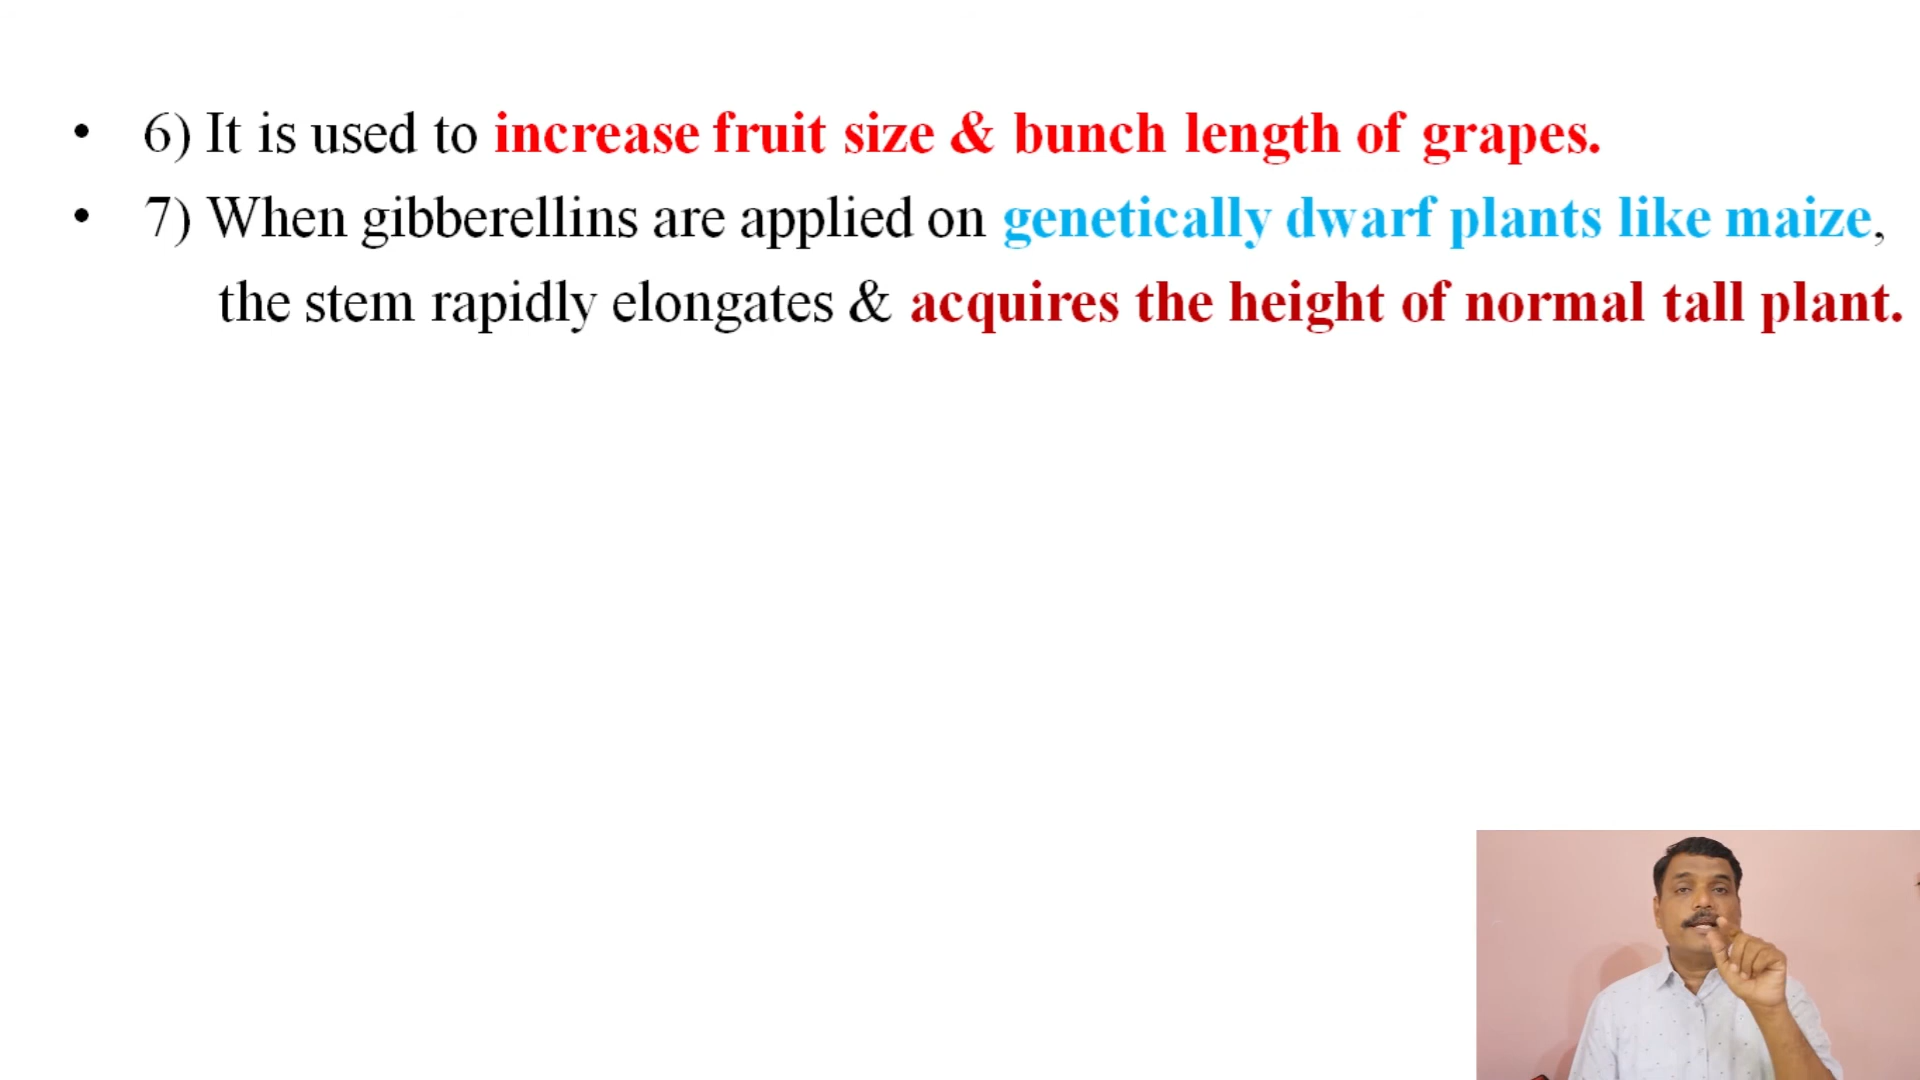 • 6) It is used to increase fruit size & bunch length of grapes.
• 7) When gibberellins are applied on genetically dwarf plants like maize,
the stem rapidly elongates & acquires the height of normal tall plant.